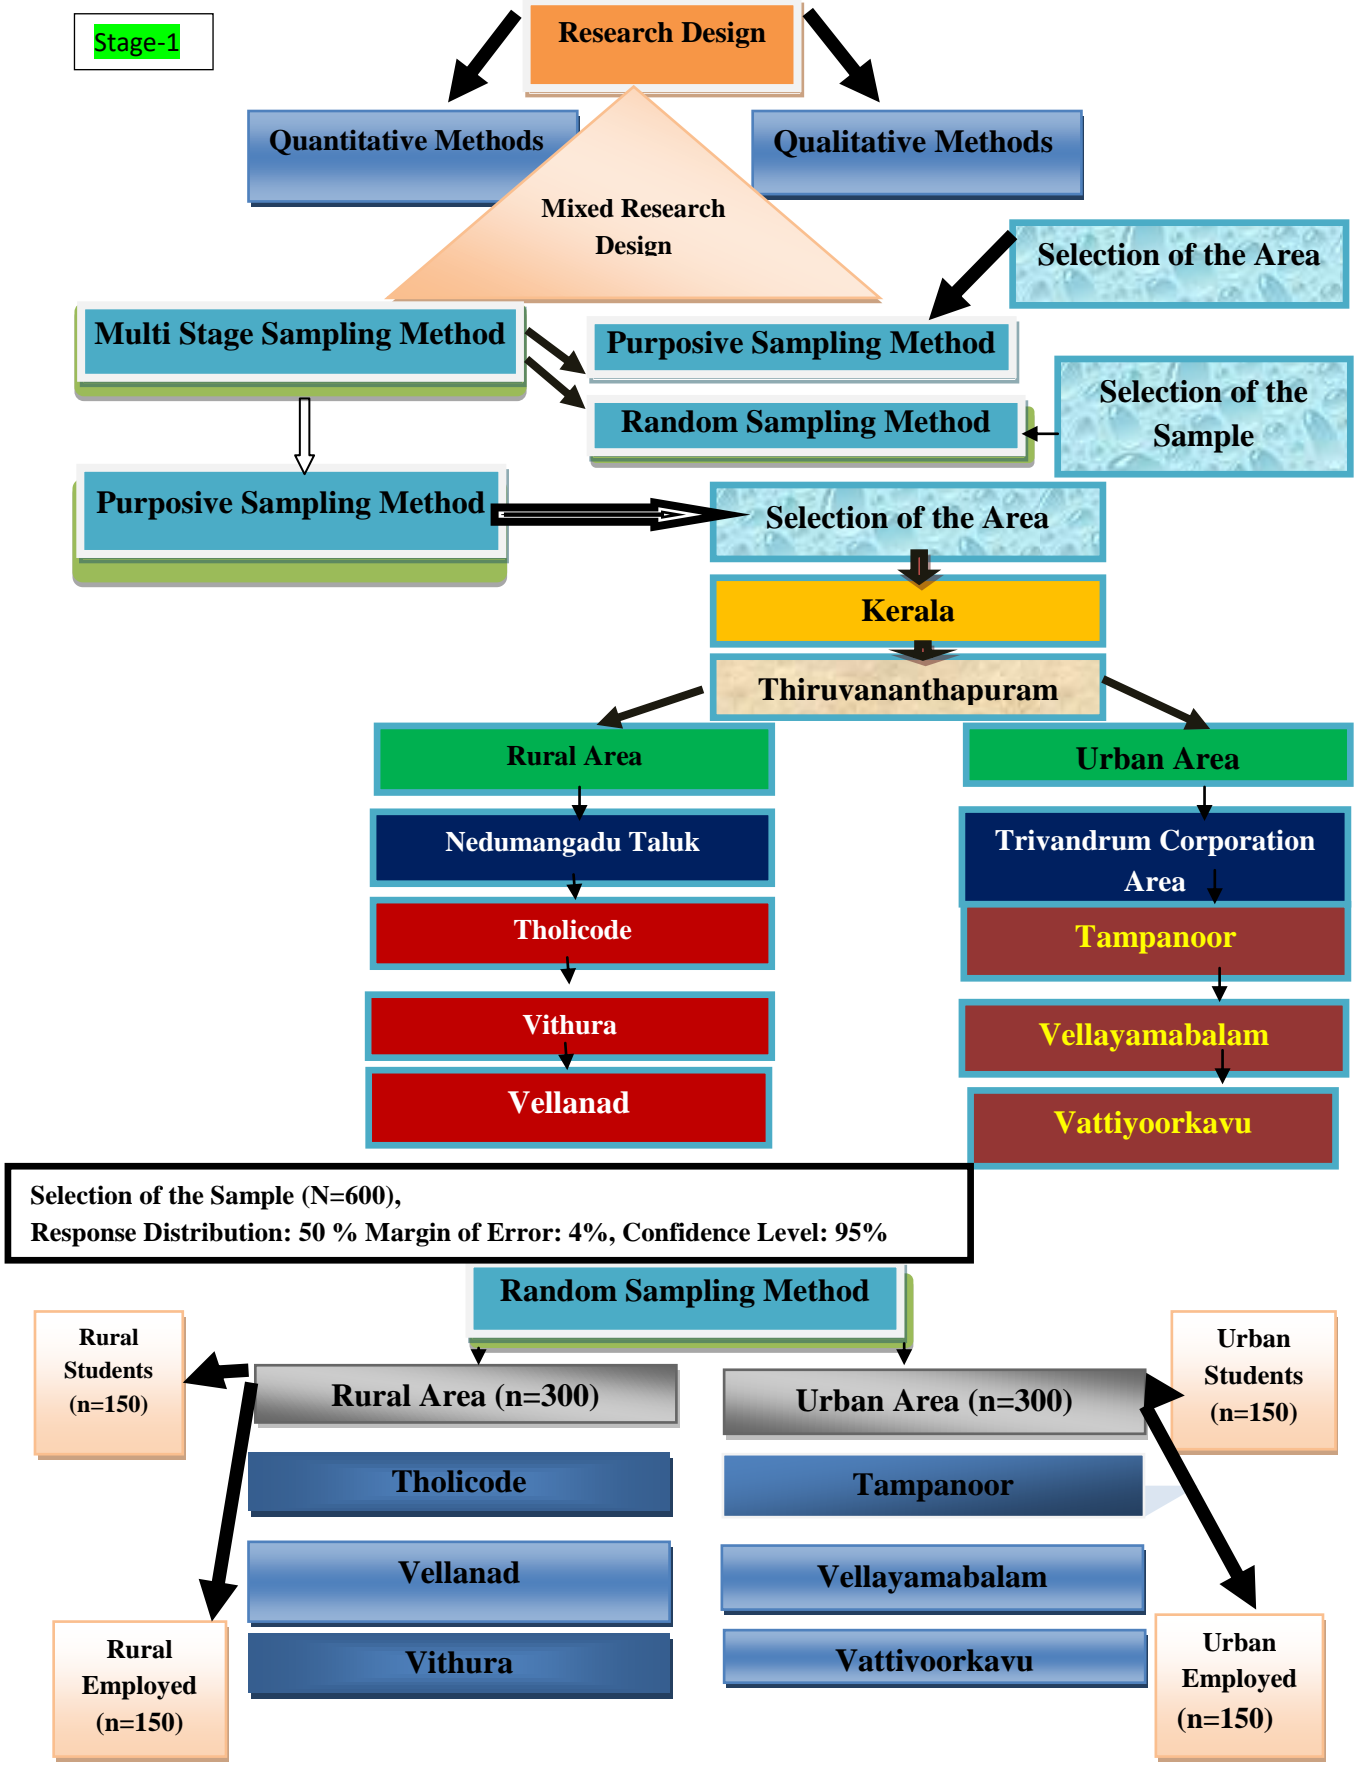 Stage-1
Research Design
Quantitative Methods
Qualitative Methods
Mixed Research
Design
Selection of the Area
Multi Stage Sampling Method
Purposive Sampling Method
Selection of the
Sample
Random Sampling Method
Purposive Sampling Method
Selection of the Area
Kerala
Thiruvananthapuram
Rural Area
Urban Area
Nedumangadu Taluk
Trivandrum Corporation
Area
Tholicode
Tampanoor
Vithura
Vellayamabalam
Vellanad
Vattiyoorkavu
Selection of the Sample (N=600),
Response Distribution: 50 % Margin of Error: 4%, Confidence Level: 95%
Random Sampling Method
Rural
Students
(n=150)
Rural Area (n=300)
Urban Area (n=300)
Urban
Students
(n=150)
Tholicode
Tampanoor
Vellanad
Vellayamabalam
Vithura
Vattivoorkavu
Rural
Employed
(n=150)
Urban
Employed
(n=150)